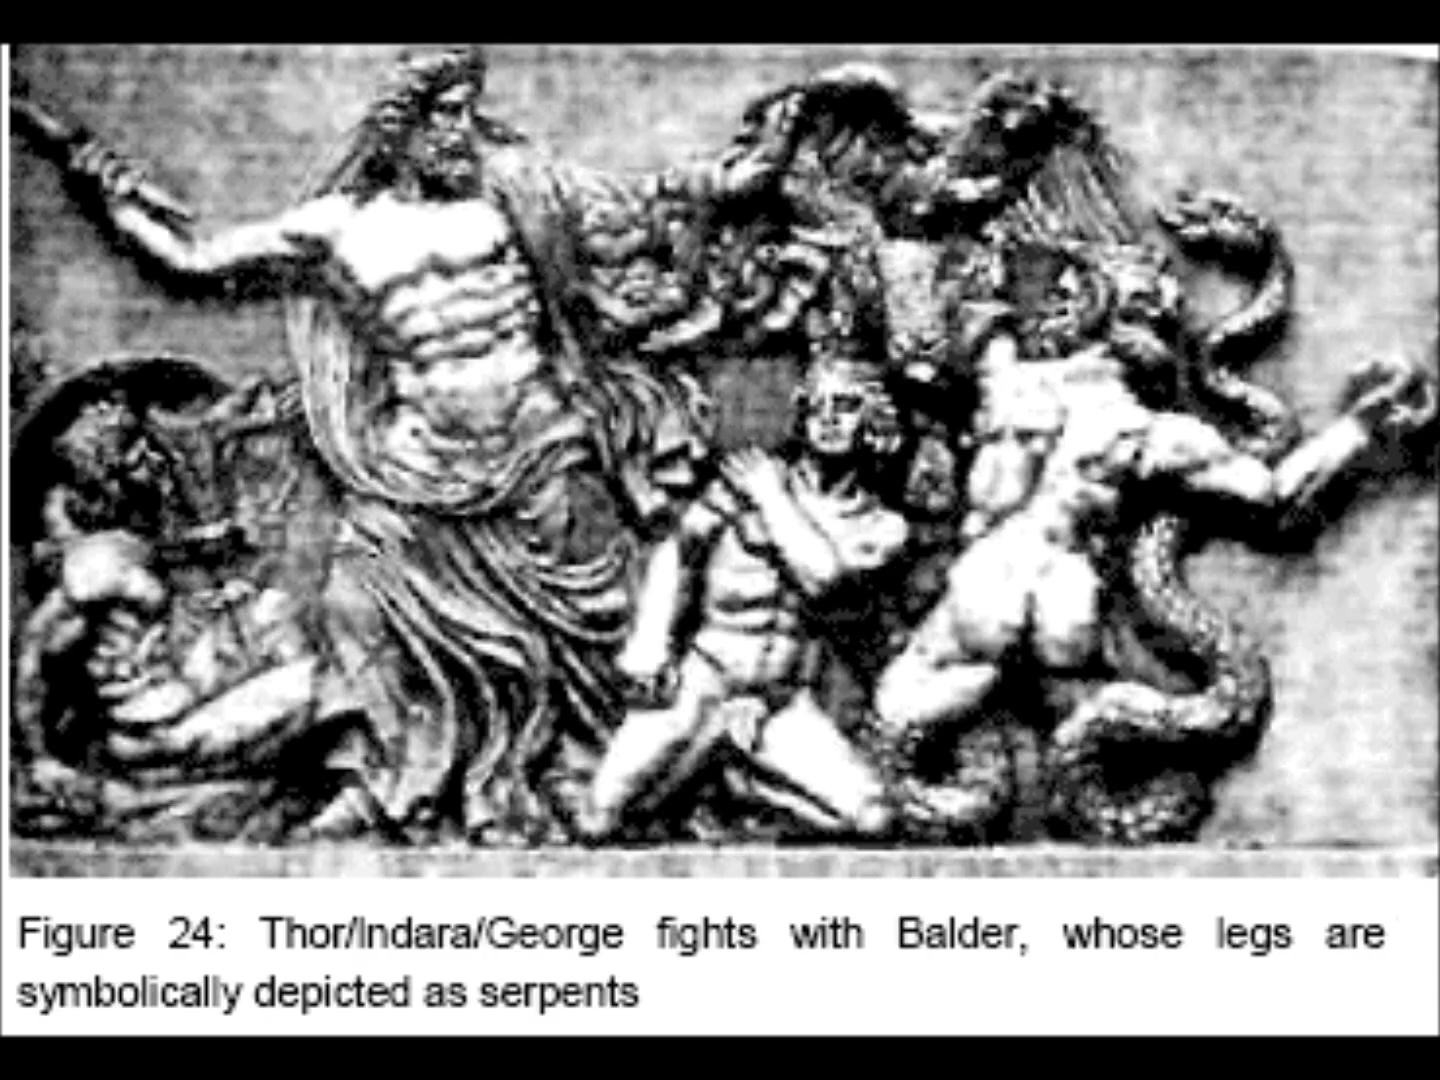 Figure 24: Thor/Indara/George fights with Balder, whose legs are
symbolically depicted as serpents